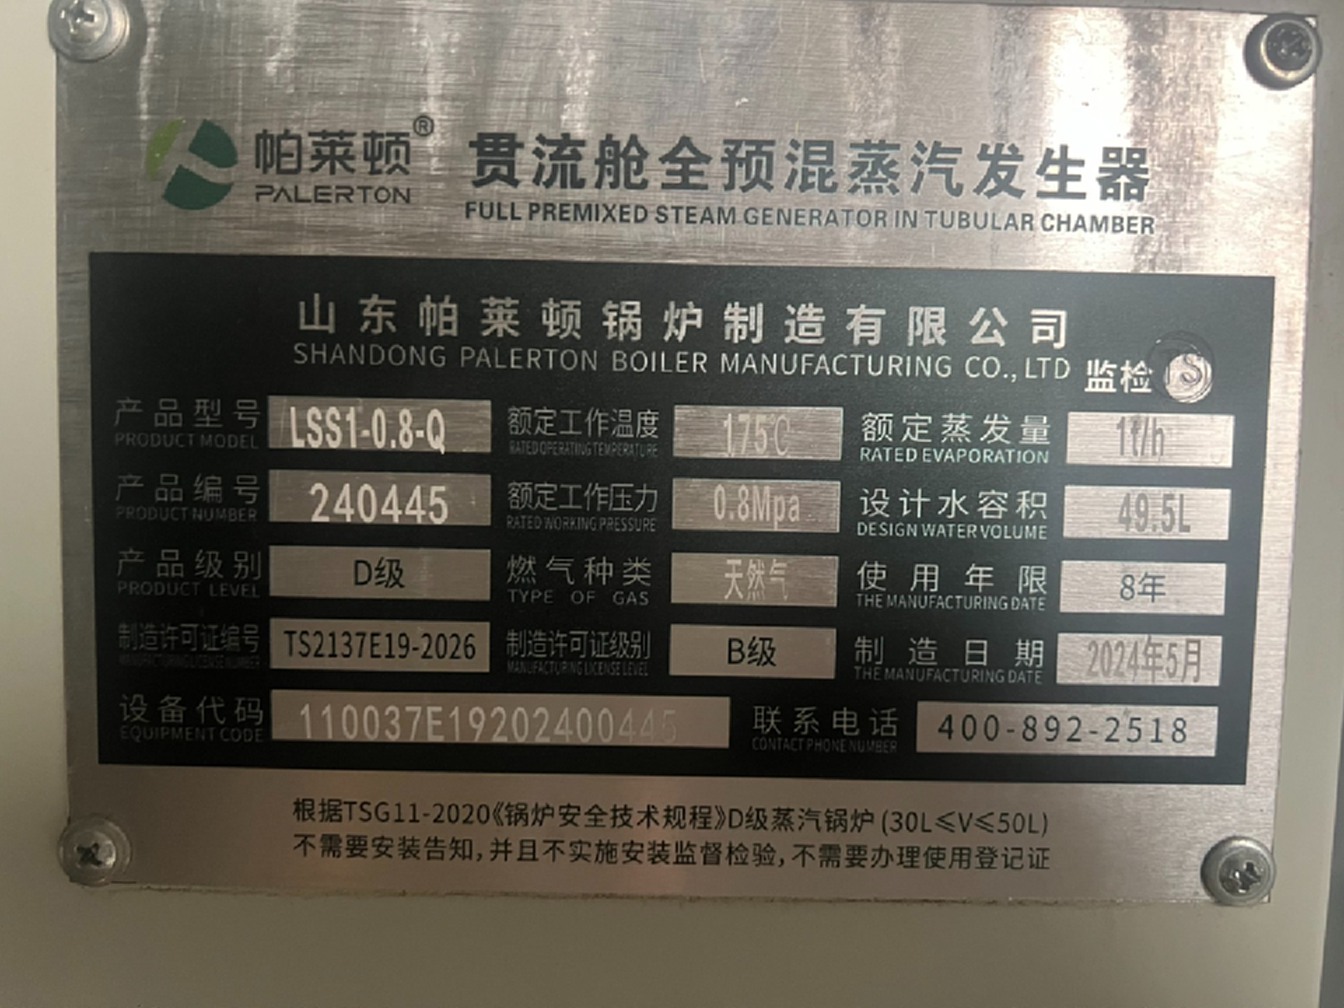 帕莱顿®
PALERTON
贯流舱全预混蒸汽发生器
FULL PREMIXED STEAM GENERATOR IN TUBULAR CHAMBER
山东帕莱顿锅炉制造有限公司
SHANDONG PALERTON BOILER MANUFACTURING CO., LTD 监检 TS
产品型号 LSS1-0.8-Q 额定工作温度 175℃ 额定蒸发量 1t/h
PRODUCT MODEL RATED OPERATING TEMPERATURE RATED EVAPORATION
产品编号 240445 额定工作压力 0.8Mpa 设计水容积 49.5L
PRODUCT NUMBER RATED WORKING PRESSURE DESIGN WATER VOLUME
产品级别 D级 燃气种类 天然气 使用年限 8年
PRODUCT LEVEL TYPE OF GAS THE MANUFACTURING DATE
制造许可证编号 TS2137E19-2026 制造许可证级别 B级 制造日期 2024年5月
MANUFACTURING LICENSE NUMBER MANUFACTURING LICENSE LEVEL THE MANUFACTURING DATE
设备代码 110037E19202400445 联系电话 400-892-2518
EQUIPMENT CODE CONTACT PHONE NUMBER
根据TSG11-2020《锅炉安全技术规程》D级蒸汽锅炉(30L≤V≤50L)
不需要安装告知,并且不实施安装监督检验,不需要办理使用登记证